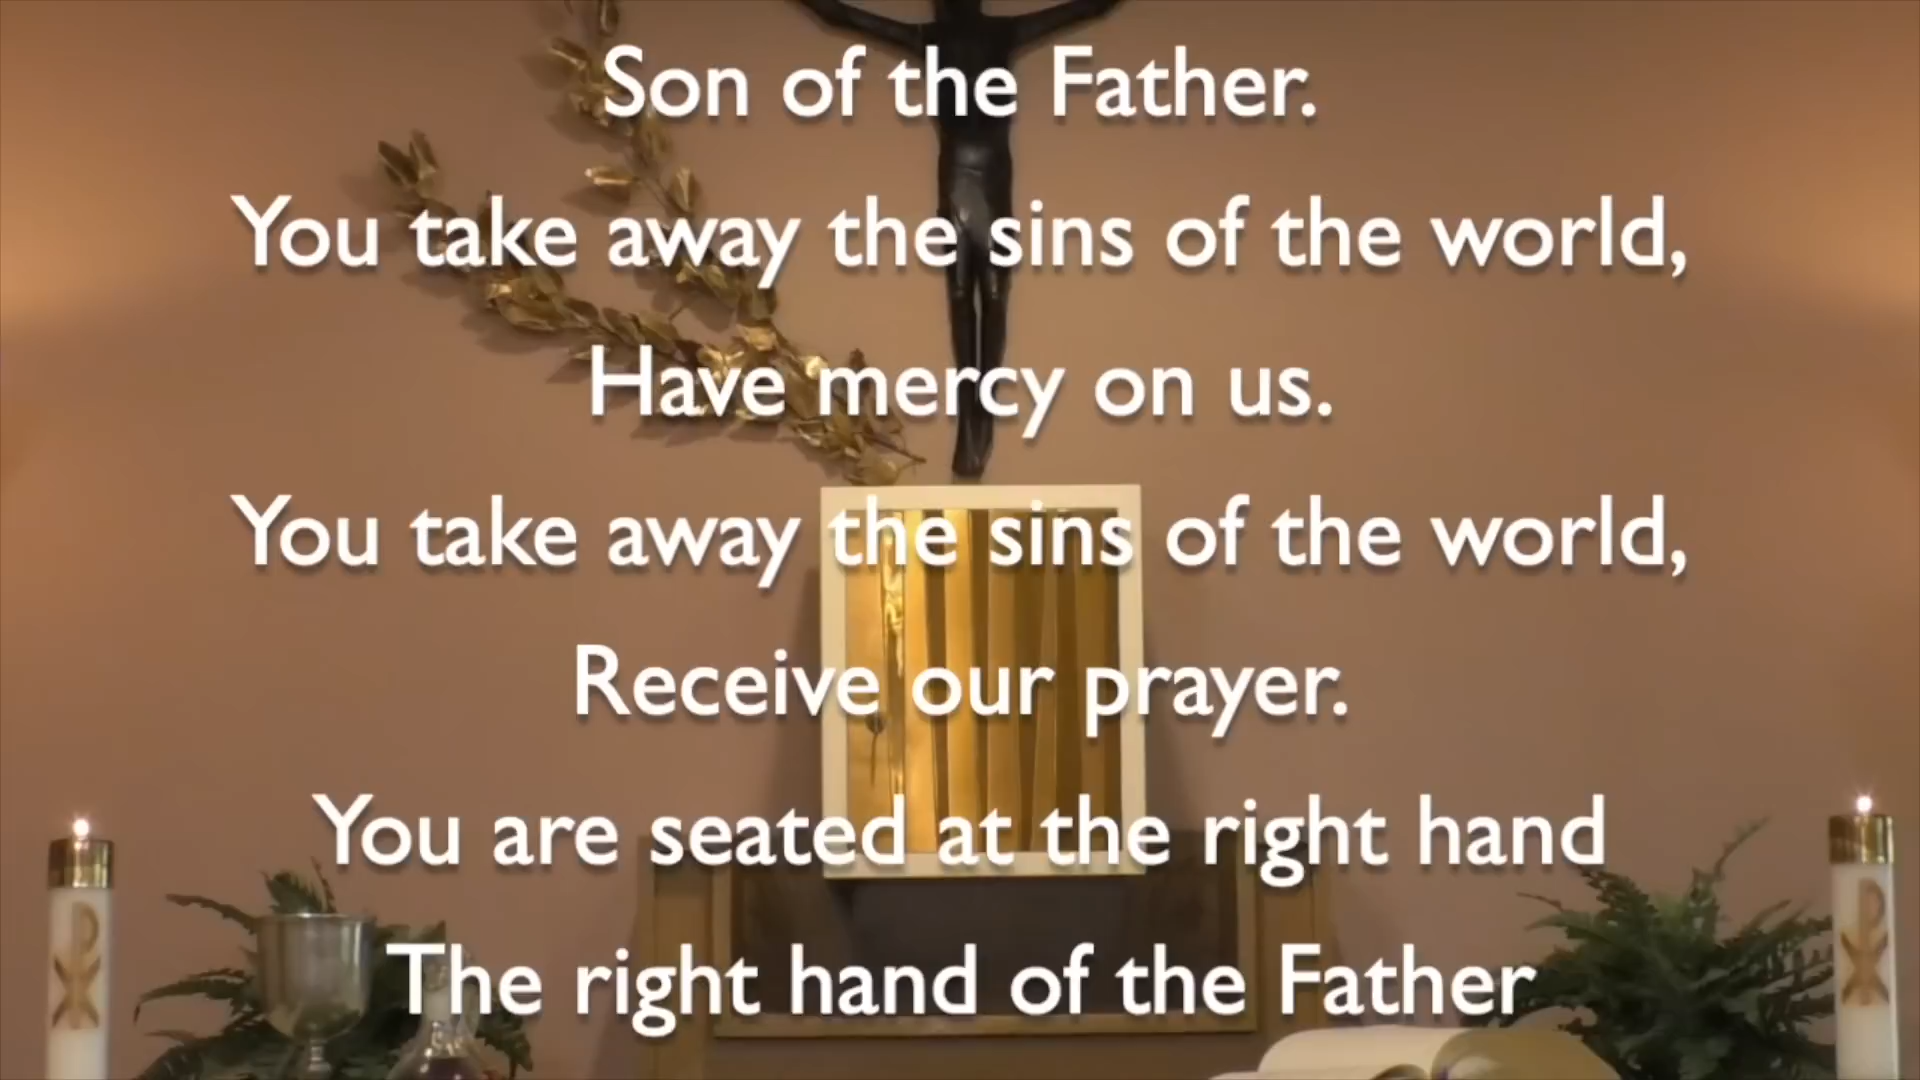 Son of the Father.
You take away the sins of the world,
Have mercy on us.
You take away the sins of the world,
Receive our prayer.
You are seated at the right hand
The right hand of the Father